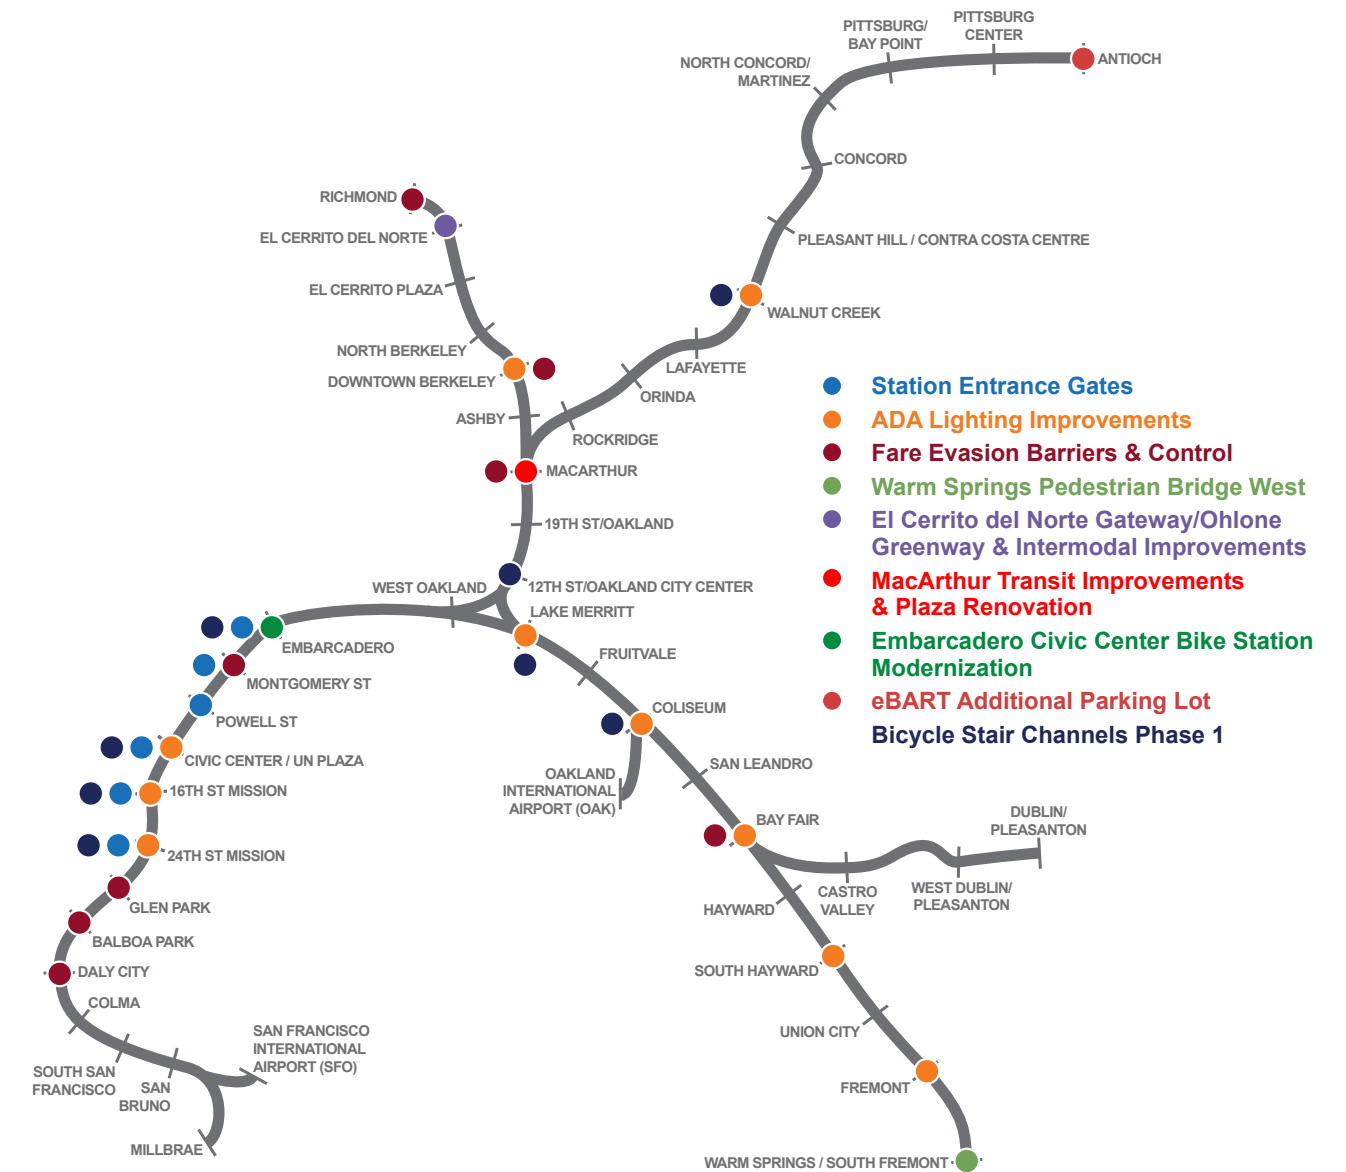 PITTSBURG
CENTER
PITTSBURG/
BAY POINT
ANTIOCH
NORTH CONCORD/
MARTINEZ
CONCORD
RICHMOND
EL CERRITO DEL NORTE
PLEASANT HILL / CONTRA COSTA CENTRE
EL CERRITO PLAZA
WALNUT CREEK
NORTH BERKELEY
LAFAYETTE
DOWNTOWN BERKELEY
ORINDA
ASHBY
ROCKRIDGE
MACARTHUR
19TH ST/OAKLAND
WEST OAKLAND
12TH ST/OAKLAND CITY CENTER
LAKE MERRITT
EMBARCADERO
FRUITVALE
MONTGOMERY ST
POWELL ST
COLISEUM
CIVIC CENTER / UN PLAZA
SAN LEANDRO
OAKLAND
INTERNATIONAL
AIRPORT (OAK)
16TH ST MISSION
BAY FAIR
DUBLIN/
PLEASANTON
24TH ST MISSION
CASTRO
VALLEY
WEST DUBLIN/
PLEASANTON
GLEN PARK
HAYWARD
BALBOA PARK
DALY CITY
SOUTH HAYWARD
COLMA
UNION CITY
SAN FRANCISCO
INTERNATIONAL
AIRPORT (SFO)
SOUTH SAN
FRANCISCO
SAN
BRUNO
FREMONT
MILLBRAE
WARM SPRINGS / SOUTH FREMONT
Station Entrance Gates
ADA Lighting Improvements
Fare Evasion Barriers & Control
Warm Springs Pedestrian Bridge West
El Cerrito del Norte Gateway/Ohlone
Greenway & Intermodal Improvements
MacArthur Transit Improvements
& Plaza Renovation
Embarcadero Civic Center Bike Station
Modernization
eBART Additional Parking Lot
Bicycle Stair Channels Phase 1